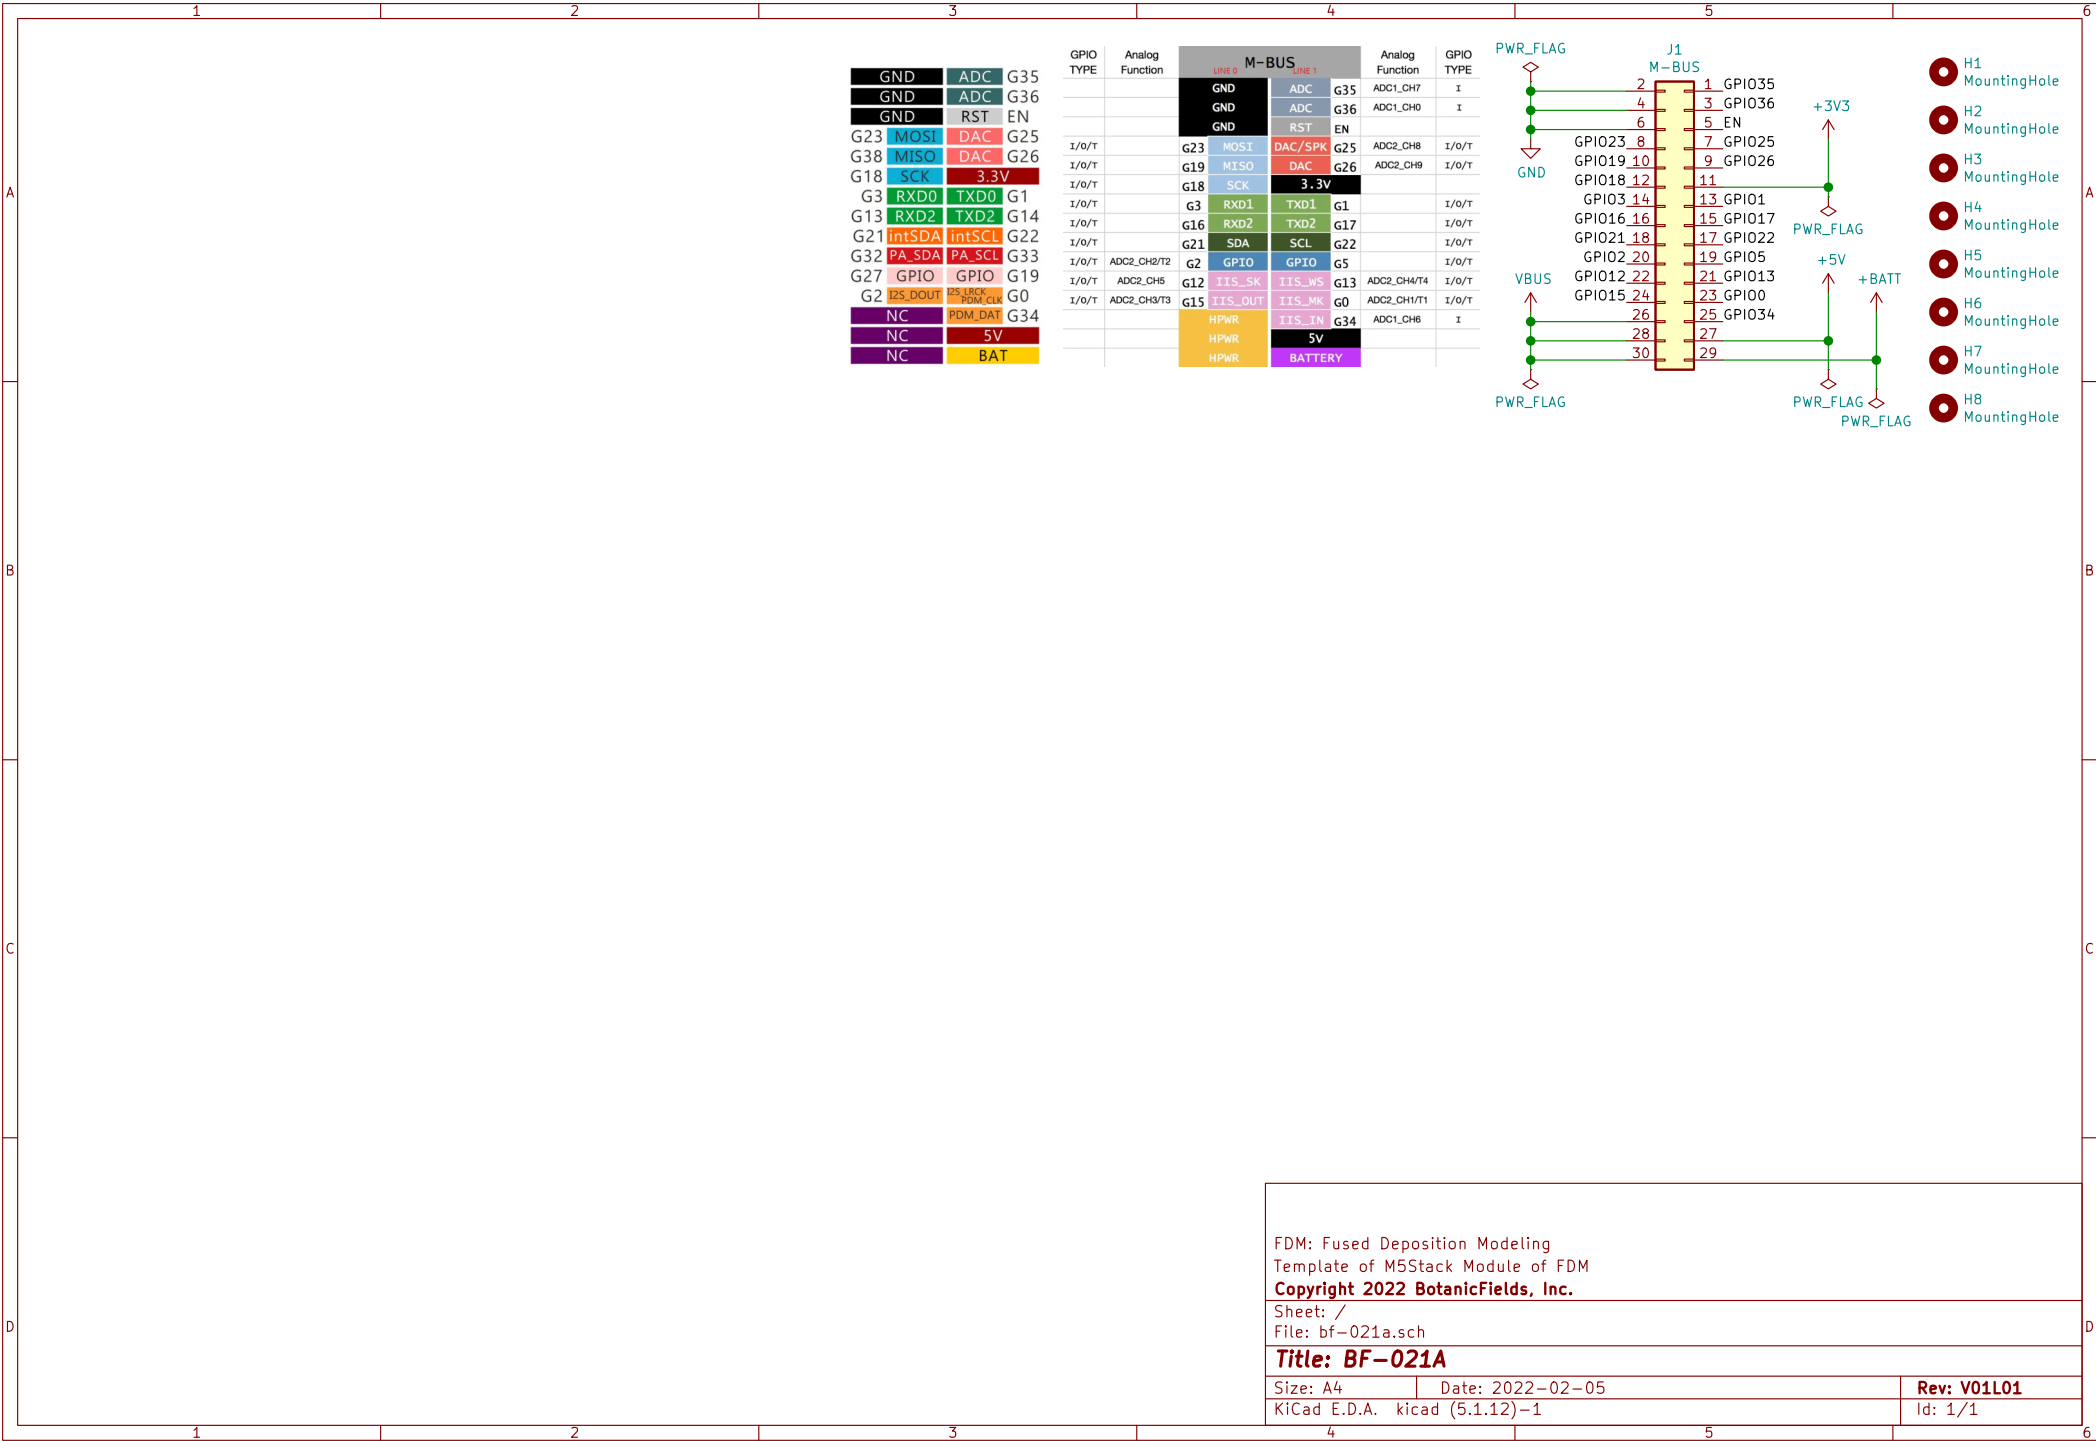 1 2 3 4 5 6
A
B
C
D
GND ADC G35
GND ADC G36
GND RST EN
G23 MOSI DAC G25
G38 MISO DAC G26
G18 SCK 3.3V
G3 RXD0 TXD0 G1
G13 RXD2 TXD2 G14
G21 intSDA intSCL G22
G32 PA_SDA PA_SCL G33
G27 GPIO GPIO G19
G2 I2S_DOUT I2S_LRCK PDM_CLK G0
NC PDM_DAT G34
NC 5V
NC BAT
GPIO TYPE Analog Function M-BUS Analog Function GPIO TYPE
LINE 0 LINE 1
GND ADC G35 ADC1_CH7 I
GND ADC G36 ADC1_CH0 I
GND RST EN
I/O/T G23 MOSI DAC/SPK G25 ADC2_CH8 I/O/T
I/O/T G19 MISO DAC G26 ADC2_CH9 I/O/T
I/O/T G18 SCK 3.3V
I/O/T G3 RXD1 TXD1 G1 I/O/T
I/O/T G16 RXD2 TXD2 G17 I/O/T
I/O/T G21 SDA SCL G22 I/O/T
I/O/T ADC2_CH2/T2 G2 GPIO GPIO G5 I/O/T
I/O/T ADC2_CH5 G12 IIS_SK IIS_WS G13 ADC2_CH4/T4 I/O/T
I/O/T ADC2_CH3/T3 G15 IIS_OUT IIS_MK G0 ADC2_CH1/T1 I/O/T
HPWR IIS_IN G34 ADC1_CH6 I
HPWR 5V
HPWR BATTERY
PWR_FLAG
J1
M-BUS
2 1 GPIO35
4 3 GPIO36
6 5 EN
GPIO23 8 7 GPIO25
GPIO19 10 9 GPIO26
GPIO18 12 11
GPIO3 14 13 GPIO1
GPIO16 16 15 GPIO17
GPIO21 18 17 GPIO22
GPIO2 20 19 GPIO5
GPIO12 22 21 GPIO13
GPIO15 24 23 GPIO0
26 25 GPIO34
28 27
30 29
GND
+3V3
PWR_FLAG
VBUS
PWR_FLAG
+5V
PWR_FLAG
+BATT
PWR_FLAG
H1
MountingHole
H2
MountingHole
H3
MountingHole
H4
MountingHole
H5
MountingHole
H6
MountingHole
H7
MountingHole
H8
MountingHole
A
B
C
D
FDM: Fused Deposition Modeling
Template of M5Stack Module of FDM
Copyright 2022 BotanicFields, Inc.
Sheet: /
File: bf-021a.sch
Title: BF-021A
Size: A4 Date: 2022-02-05 Rev: V01L01
KiCad E.D.A. kicad (5.1.12)-1 Id: 1/1
1 2 3 4 5 6